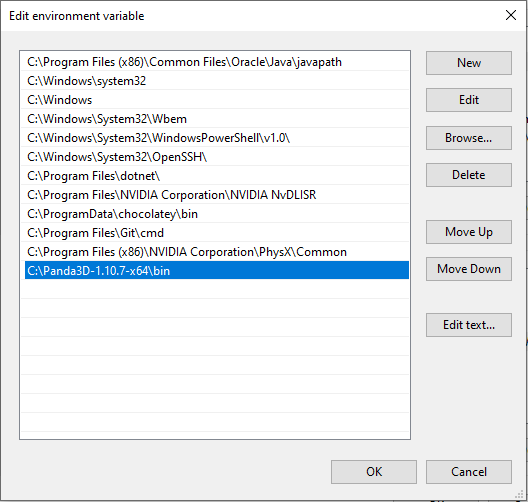 Edit environment variable
C:\Program Files (x86)\Common Files\Oracle\Java\javapath
New
C:\Windows\system32
C:\Windows
Edit
C:\Windows\System32\Wbem
C:\Windows\System32\WindowsPowerShell\v1.0\
Browse...
C:\Windows\System32\OpenSSH\
C:\Program Files\dotnet\
Delete
C:\Program Files\NVIDIA Corporation\NVIDIA NvDLISR
C:\ProgramData\chocolatey\bin
C:\Program Files\Git\cmd
Move Up
C:\Program Files (x86)\NVIDIA Corporation\PhysX\Common
C:\Panda3D-1.10.7-x64\bin
Move Down
Edit text...
OK
Cancel